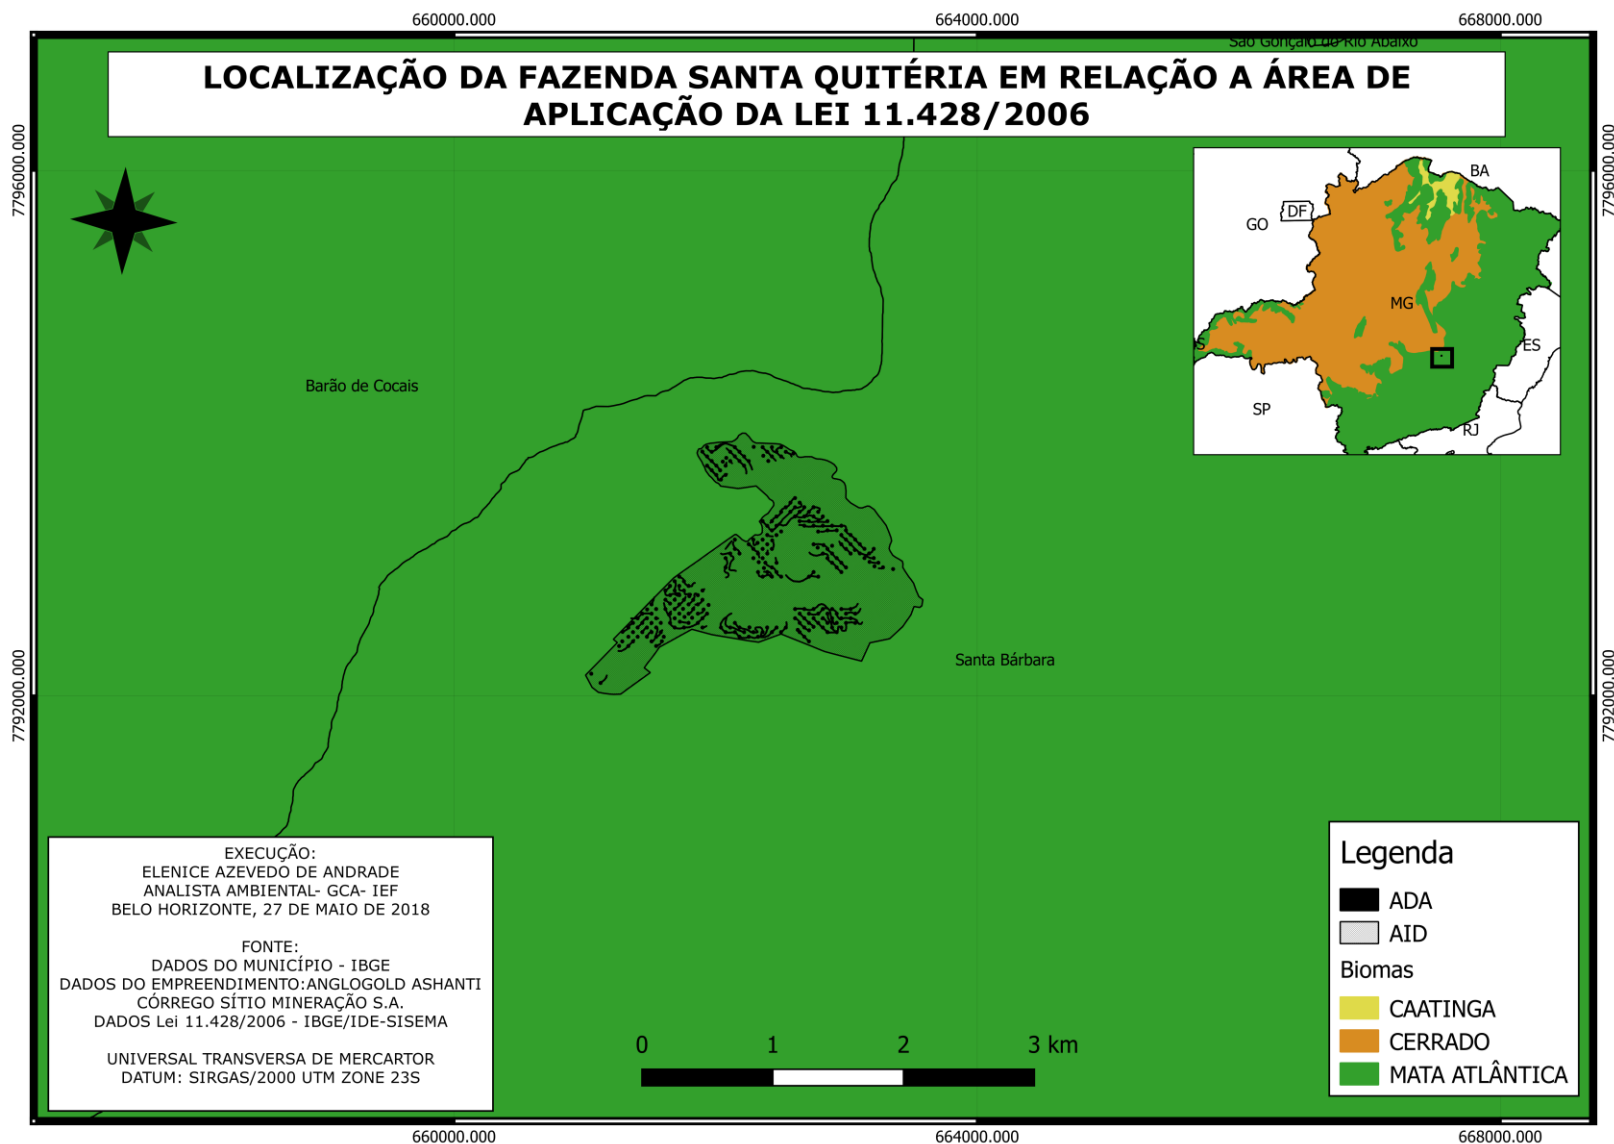 660000.000
664000.000
668000.000
São Gonçalo do Rio Abaixo
LOCALIZAÇÃO DA FAZENDA SANTA QUITÉRIA EM RELAÇÃO A ÁREA DE
APLICAÇÃO DA LEI 11.428/2006
7796000.000
7796000.000
BA
DF
GO
MG
S
ES
SP
RJ
Barão de Cocais
Santa Bárbara
7792000.000
7792000.000
EXECUÇÃO:
ELENICE AZEVEDO DE ANDRADE
ANALISTA AMBIENTAL- GCA- IEF
BELO HORIZONTE, 27 DE MAIO DE 2018
FONTE:
DADOS DO MUNICÍPIO - IBGE
DADOS DO EMPREENDIMENTO:ANGLOGOLD ASHANTI
CÓRREGO SÍTIO MINERAÇÃO S.A.
DADOS Lei 11.428/2006 - IBGE/IDE-SISEMA
UNIVERSAL TRANSVERSA DE MERCARTOR
DATUM: SIRGAS/2000 UTM ZONE 23S
0 1 2 3 km
Legenda
ADA
AID
Biomas
CAATINGA
CERRADO
MATA ATLÂNTICA
660000.000
664000.000
668000.000